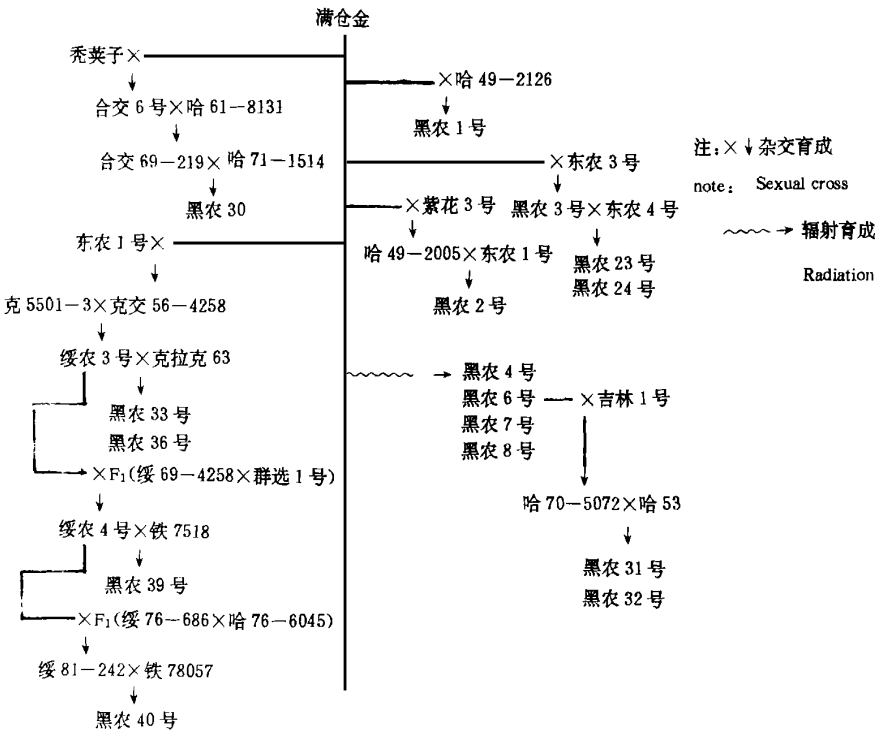 满仓金
秃荚子×
×哈 49-2126
合交 6 号×哈 61-8131
黑农 1 号
合交 69-219×哈 71-1514
×东农 3 号
注:×↓杂交育成
note: Sexual cross
黑农 30
×紫花 3 号
黑农 3 号×东农 4 号
→ 辐射育成
Radiation
东农 1 号×
哈 49-2005×东农 1 号
黑农 23 号
黑农 24 号
克 5501-3×克交 56-4258
黑农 2 号
绥农 3 号×克拉克 63
黑农 4 号
黑农 6 号
×吉林 1 号
黑农 7 号
黑农 8 号
黑农 33 号
黑农 36 号
×F₁(绥 69-4258×群选 1 号)
哈 70-5072×哈 53
绥农 4 号×铁 7518
黑农 31 号
黑农 32 号
黑农 39 号
×F₁(绥 76-686×哈 76-6045)
绥 81-242×铁 78057
黑农 40 号